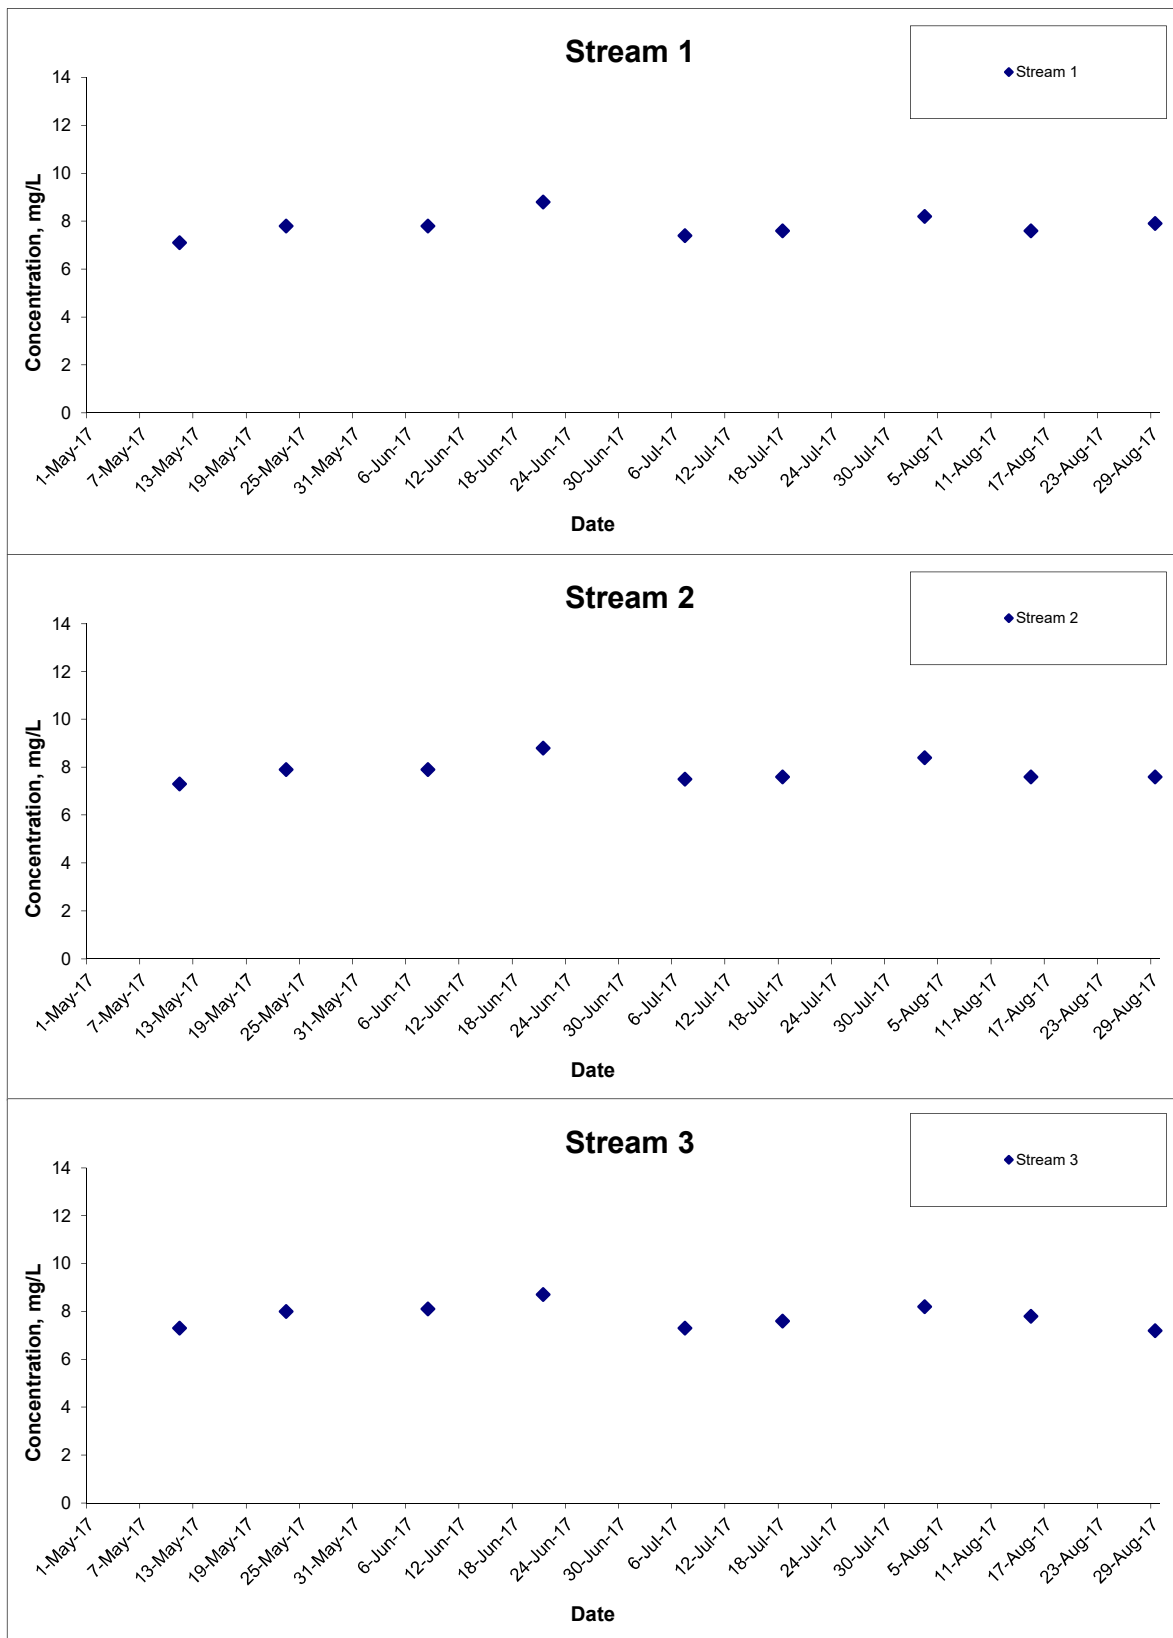 Stream 1
Stream 1
14
12
10
8
6
4
2
0
Concentration, mg/L
1-May-17
7-May-17
13-May-17
19-May-17
25-May-17
31-May-17
6-Jun-17
12-Jun-17
18-Jun-17
24-Jun-17
30-Jun-17
6-Jul-17
12-Jul-17
18-Jul-17
24-Jul-17
30-Jul-17
5-Aug-17
11-Aug-17
17-Aug-17
23-Aug-17
29-Aug-17
Date
Stream 2
Stream 2
14
12
10
8
6
4
2
0
Concentration, mg/L
1-May-17
7-May-17
13-May-17
19-May-17
25-May-17
31-May-17
6-Jun-17
12-Jun-17
18-Jun-17
24-Jun-17
30-Jun-17
6-Jul-17
12-Jul-17
18-Jul-17
24-Jul-17
30-Jul-17
5-Aug-17
11-Aug-17
17-Aug-17
23-Aug-17
29-Aug-17
Date
Stream 3
Stream 3
14
12
10
8
6
4
2
0
Concentration, mg/L
1-May-17
7-May-17
13-May-17
19-May-17
25-May-17
31-May-17
6-Jun-17
12-Jun-17
18-Jun-17
24-Jun-17
30-Jun-17
6-Jul-17
12-Jul-17
18-Jul-17
24-Jul-17
30-Jul-17
5-Aug-17
11-Aug-17
17-Aug-17
23-Aug-17
29-Aug-17
Date